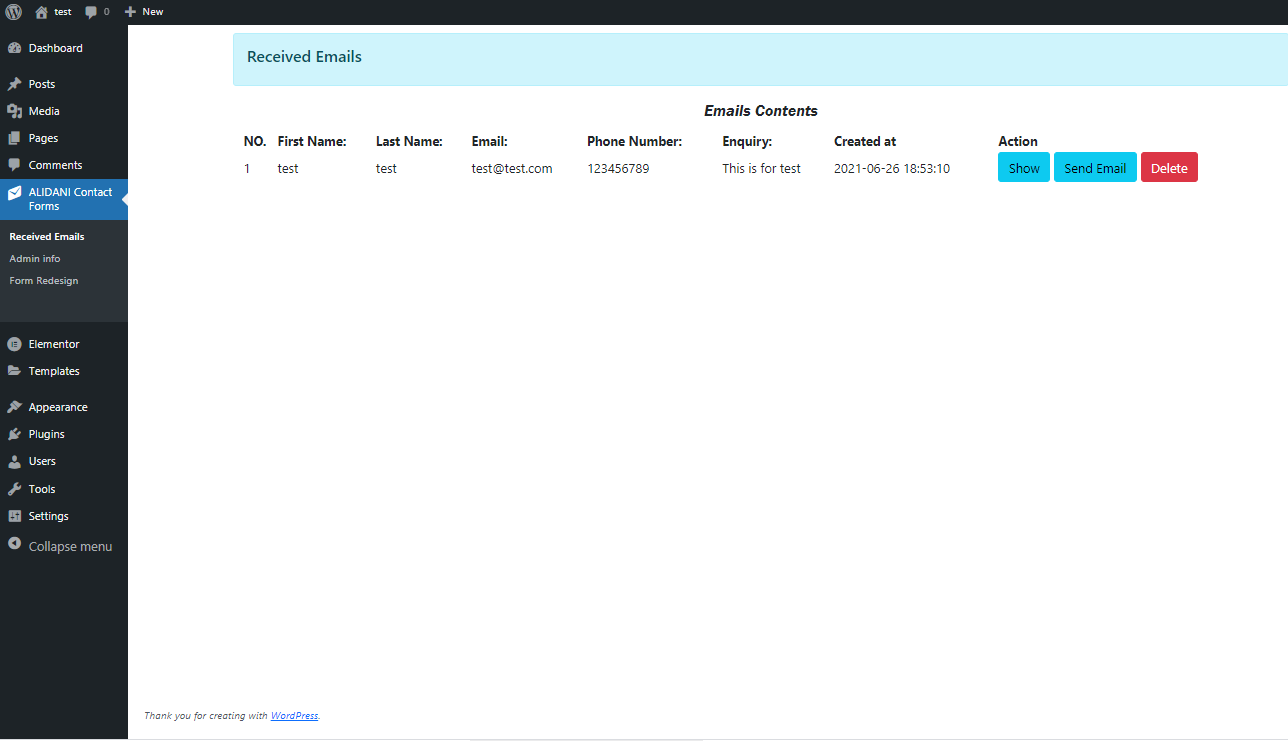 test 0 New
Dashboard
Posts
Media
Pages
Comments
ALIDANI Contact
Forms
Received Emails
Admin info
Form Redesign
Elementor
Templates
Appearance
Plugins
Users
Tools
Settings
Collapse menu
Received Emails
Emails Contents
NO. First Name: Last Name: Email: Phone Number: Enquiry: Created at Action
1 test test test@test.com 123456789 This is for test 2021-06-26 18:53:10 Show Send Email Delete
Thank you for creating with WordPress.